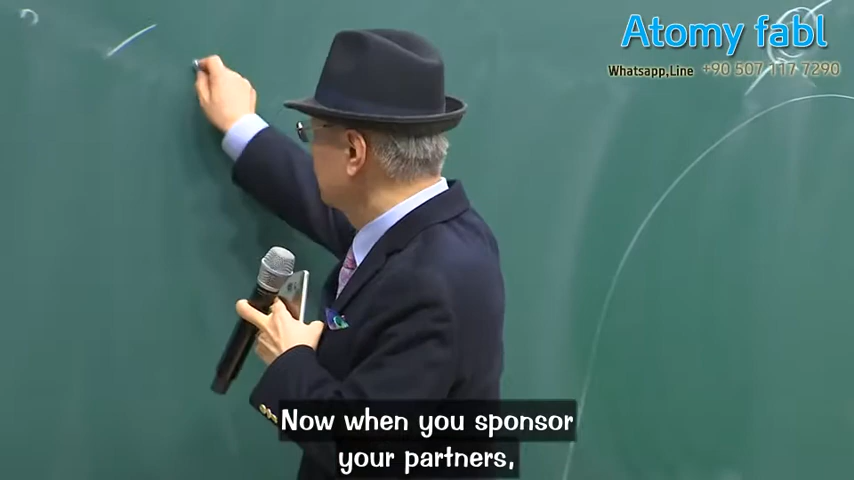 Atomy fabl
Whatsapp,Line +90 507 117 7290
Now when you sponsor
your partners,